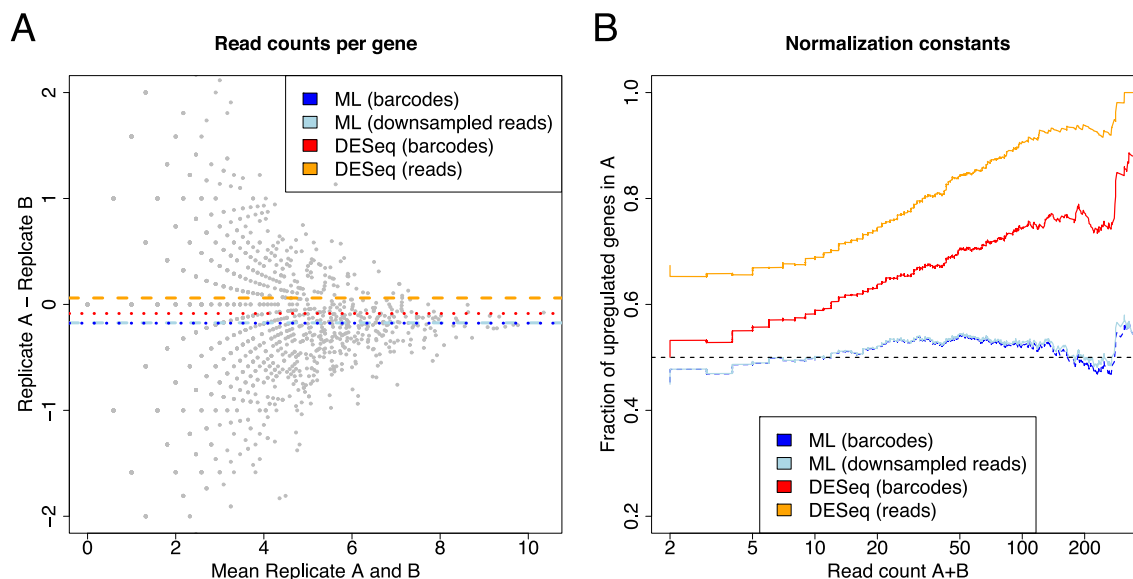 A
Read counts per gene
ML (barcodes)
ML (downsampled reads)
DESeq (barcodes)
DESeq (reads)
Replicate A − Replcate B
2
1
0
−1
−2
0
2
4
6
8
10
Mean Replicate A and B
B
Normalization constants
Fraction of upregulated genes in A
1.0
0.8
0.6
0.4
0.2
ML (barcodes)
ML (downsampled reads)
DESeq (barcodes)
DESeq (reads)
2
5
10
20
50
100
200
Read count A+B